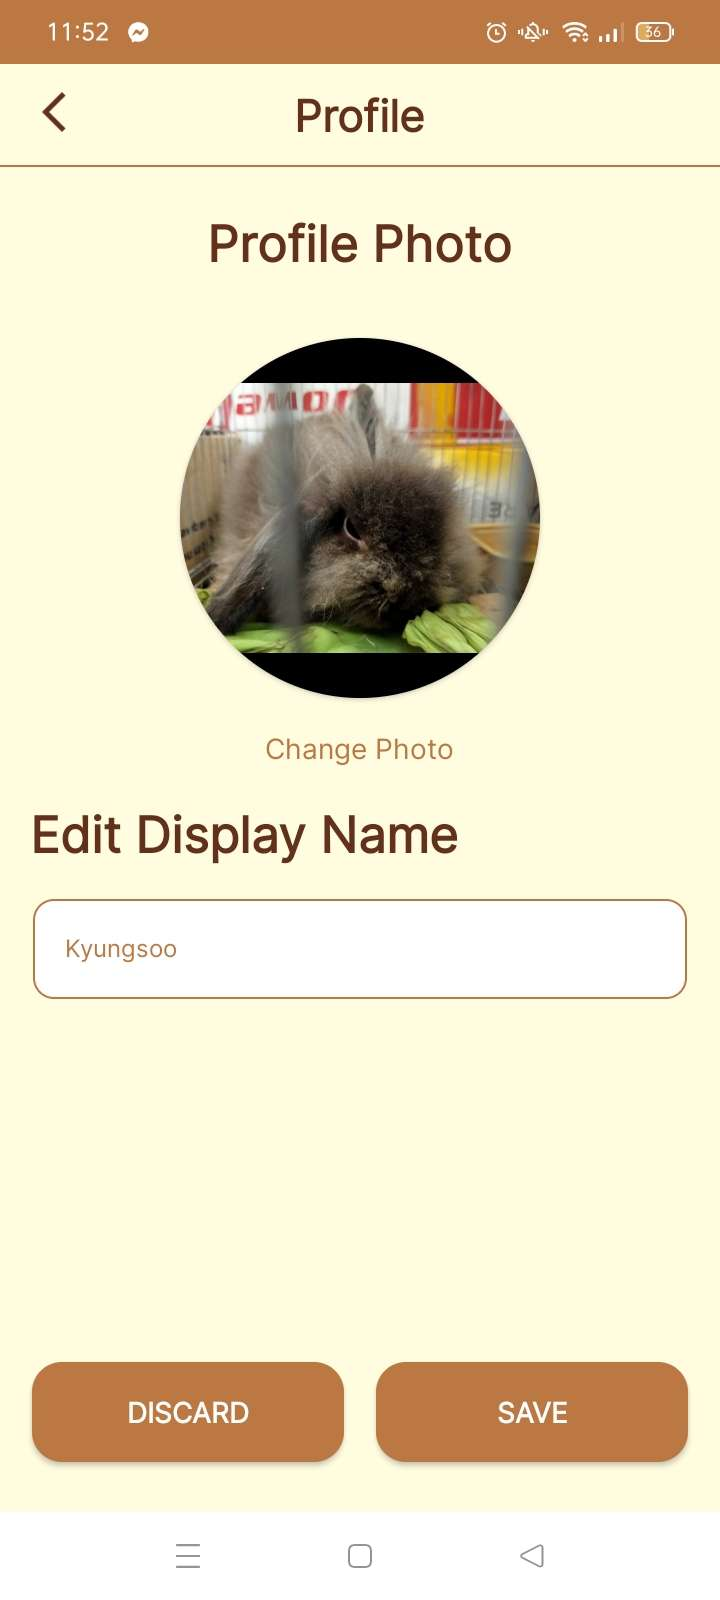 11:52
36
Profile
Profile Photo
Change Photo
Edit Display Name
Kyungsoo
DISCARD
SAVE